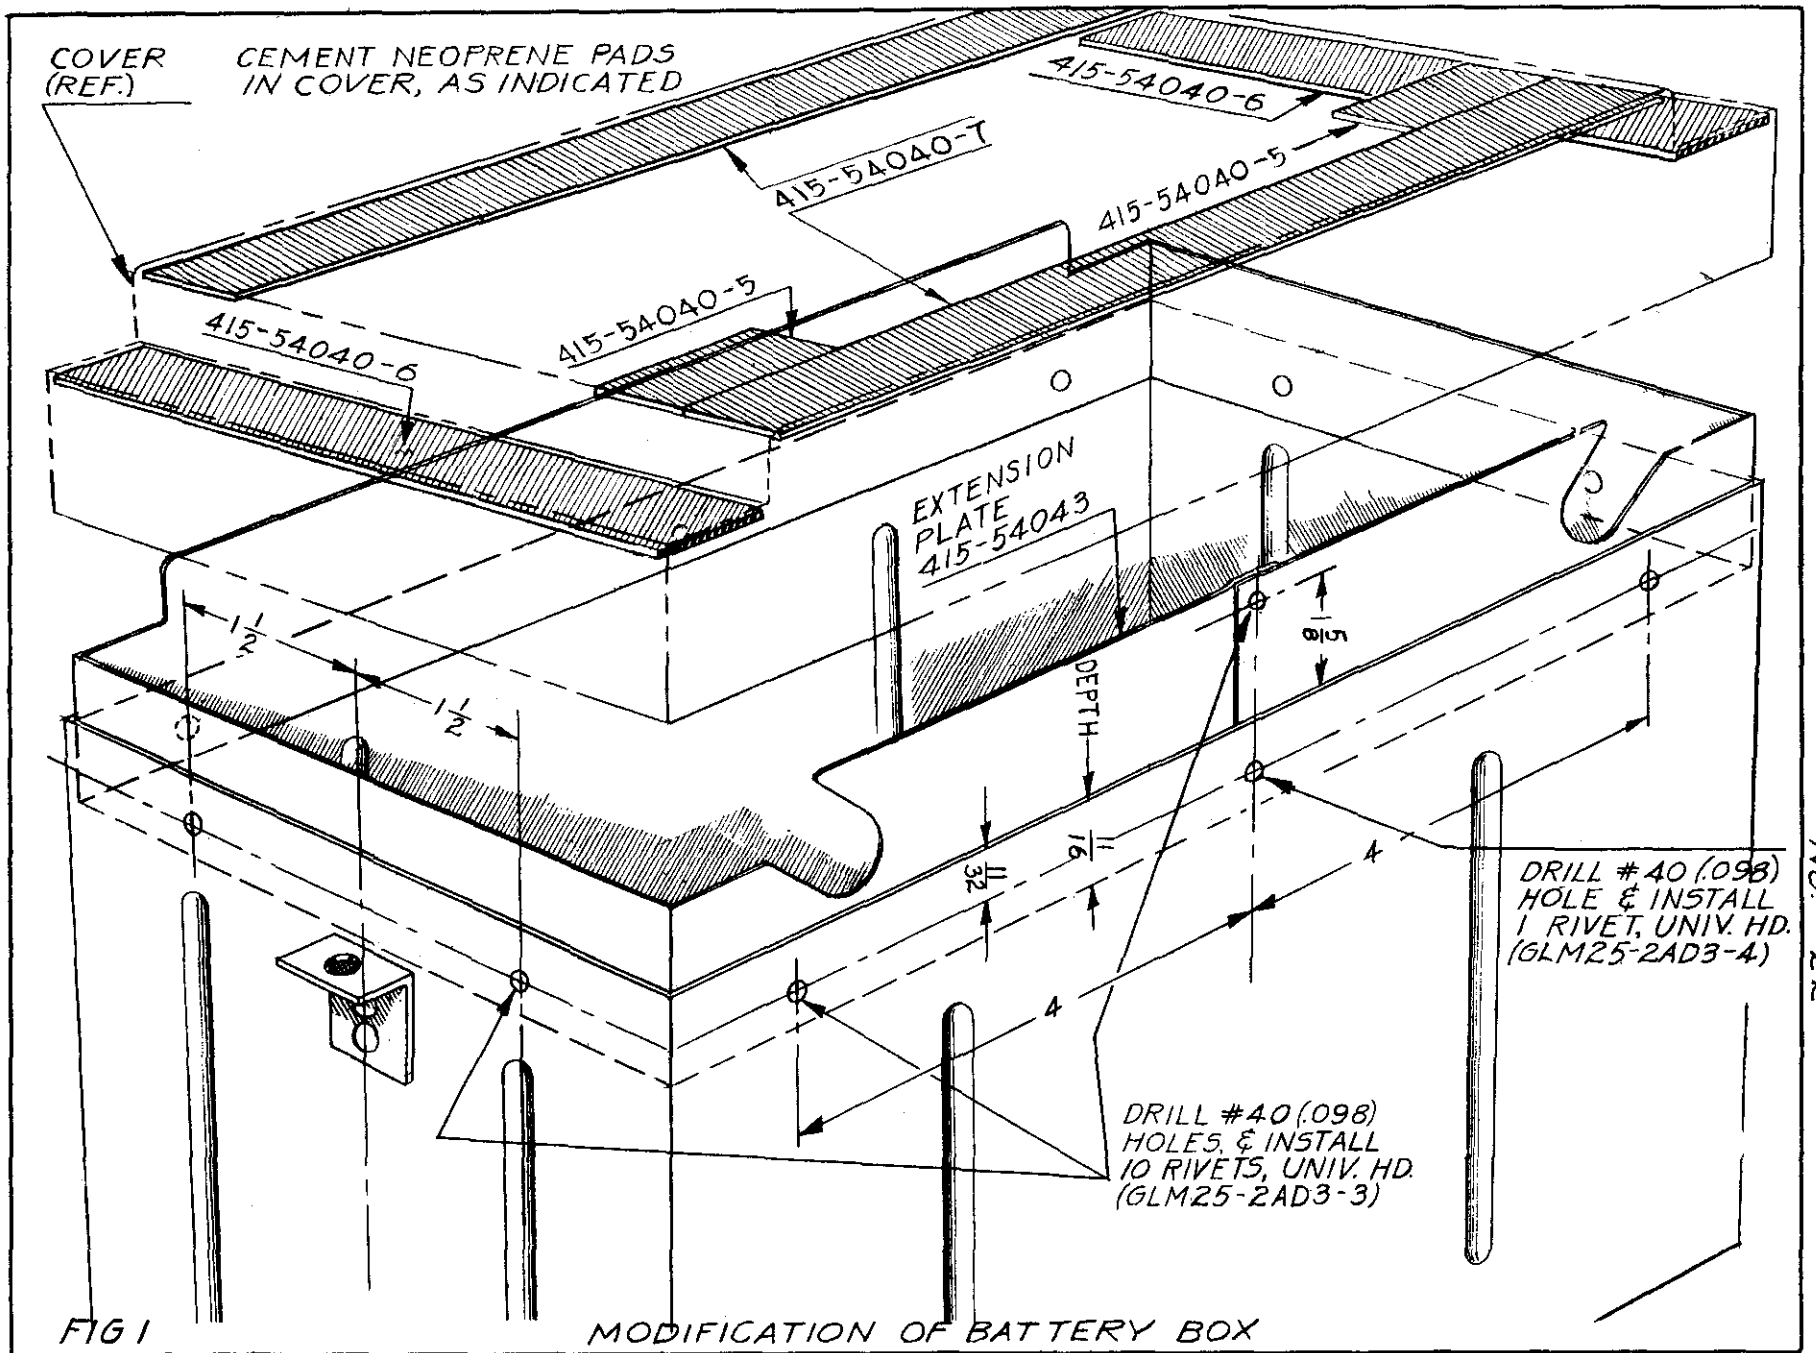 COVER
(REF.)
CEMENT NEOPRENE PADS
IN COVER, AS INDICATED
415-54040-6
415-54040-7
415-54040-5
415-54040-5
415-54040-6
EXTENSION
PLATE
415-54043
1 1/2
1 1/2
5/8
DEPTH
11/16
11/32
4
4
DRILL #40 (.098)
HOLE & INSTALL
1 RIVET, UNIV. HD.
(GLM25-2AD3-4)
DRILL #40 (.098)
HOLES, & INSTALL
10 RIVETS, UNIV. HD.
(GLM25-2AD3-3)
FIG 1
MODIFICATION OF BATTERY BOX